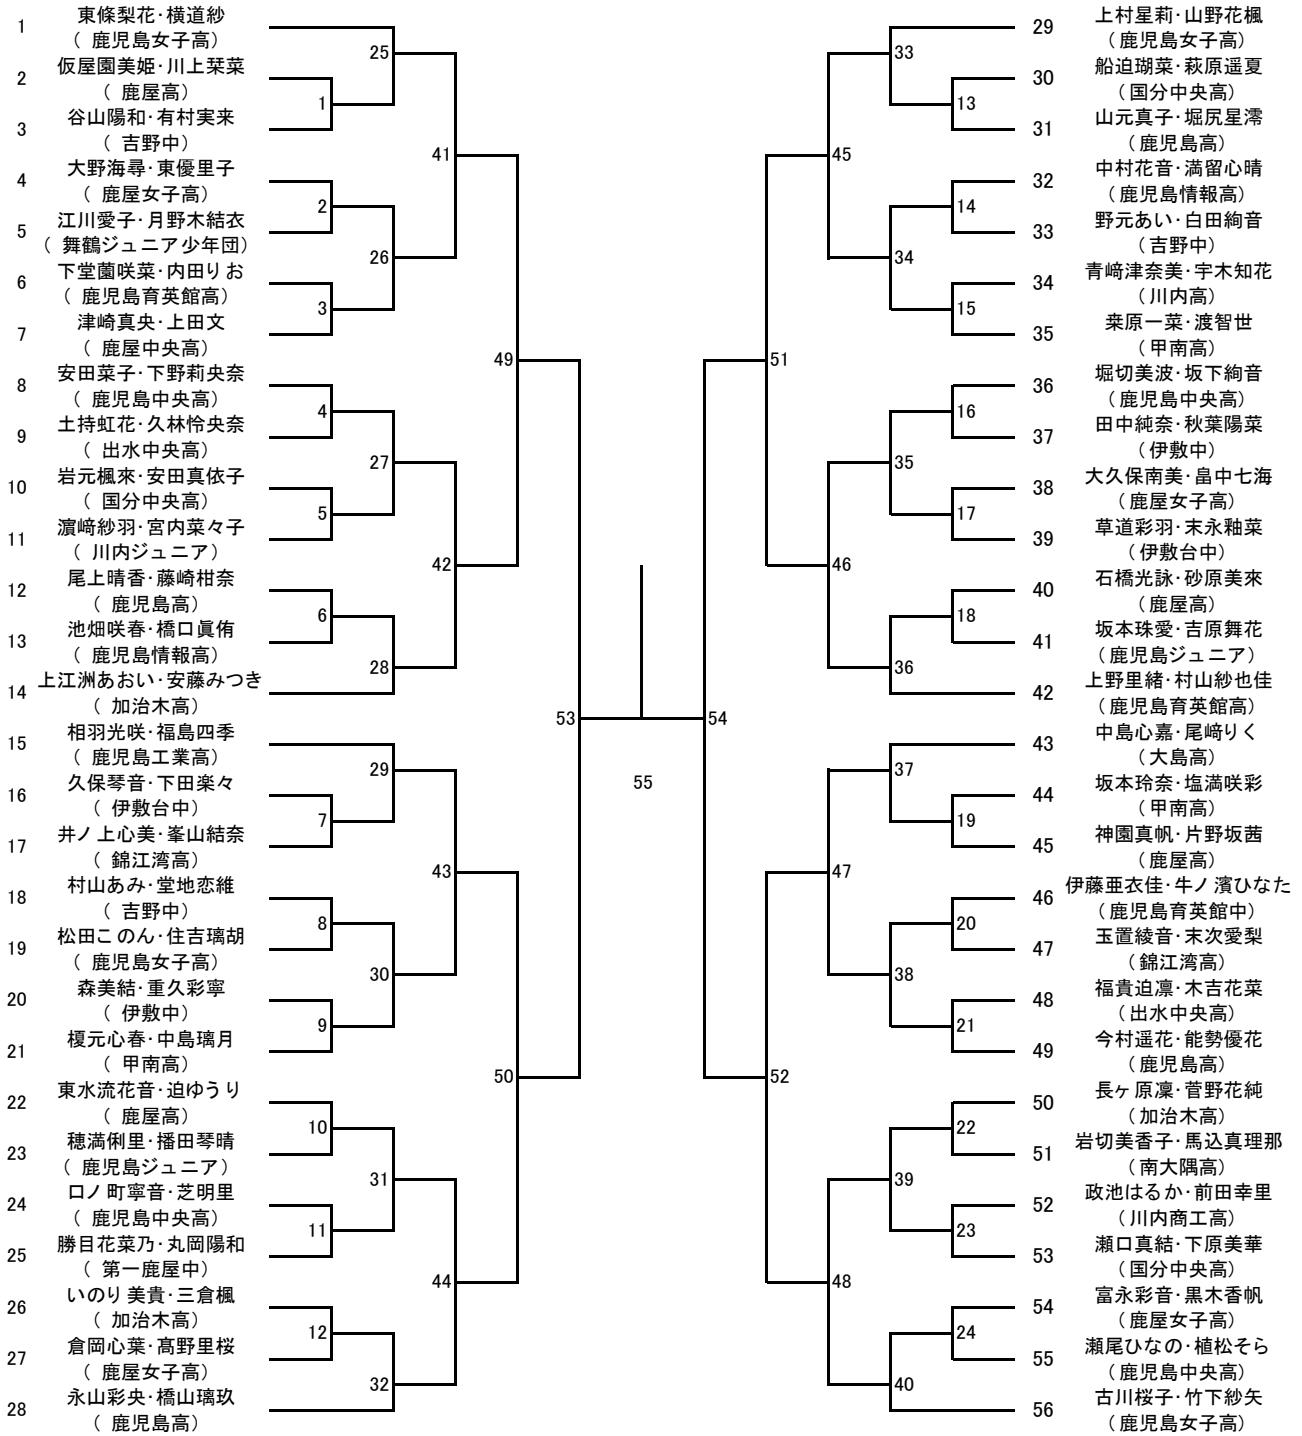 1 東條梨花・横道紗
( 鹿児島女子高)
2 仮屋園美姫・川上栞菜
( 鹿屋高)
3 谷山陽和・有村実来
( 吉野中)
4 大野海尋・東優里子
( 鹿屋女子高)
5 江川愛子・月野木結衣
( 舞鶴ジュニア少年団)
6 下堂薗咲菜・内田りお
( 鹿児島育英館高)
7 津崎真央・上田文
( 鹿屋中央高)
8 安田菜子・下野莉央奈
( 鹿児島中央高)
9 土持虹花・久林怜央奈
( 出水中央高)
10 岩元楓來・安田真依子
( 国分中央高)
11 濵﨑紗羽・宮内菜々子
( 川内ジュニア)
12 尾上晴香・藤崎柑奈
( 鹿児島高)
13 池畑咲春・橋口眞侑
( 鹿児島情報高)
14 上江洲あおい・安藤みつき
( 加治木高)
15 相羽光咲・福島四季
( 鹿児島工業高)
16 久保琴音・下田楽々
( 伊敷台中)
17 井ノ上心美・峯山結奈
( 錦江湾高)
18 村山あみ・堂地恋維
( 吉野中)
19 松田このん・住吉璃胡
( 鹿児島女子高)
20 森美結・重久彩寧
( 伊敷中)
21 榎元心春・中島璃月
( 甲南高)
22 東水流花音・迫ゆうり
( 鹿屋高)
23 穂満俐里・播田琴晴
( 鹿児島ジュニア)
24 口ノ町寧音・芝明里
( 鹿児島中央高)
25 勝目花菜乃・丸岡陽和
( 第一鹿屋中)
26 いのり美貴・三倉楓
( 加治木高)
27 倉岡心葉・髙野里桜
( 鹿屋女子高)
28 永山彩央・橋山璃玖
( 鹿児島高)
1
2
3
4
5
6
7
8
9
10
11
12
25
26
27
28
29
30
31
32
41
42
43
44
49
50
53
55
54
51
52
45
46
47
48
33
34
35
36
37
38
39
40
13
14
15
16
17
18
19
20
21
22
23
24
29 上村星莉・山野花楓
(鹿児島女子高)
30 船迫瑚菜・萩原遥夏
(国分中央高)
31 山元真子・堀尻星澪
(鹿児島高)
32 中村花音・満留心晴
(鹿児島情報高)
33 野元あい・白田絢音
(吉野中)
34 青﨑津奈美・宇木知花
(川内高)
35 桒原一菜・渡智世
(甲南高)
36 堀切美波・坂下絢音
(鹿児島中央高)
37 田中純奈・秋葉陽菜
(伊敷中)
38 大久保南美・畠中七海
(鹿屋女子高)
39 草道彩羽・末永釉菜
(伊敷台中)
40 石橋光詠・砂原美來
(鹿屋高)
41 坂本珠愛・吉原舞花
(鹿児島ジュニア)
42 上野里緒・村山紗也佳
(鹿児島育英館高)
43 中島心嘉・尾﨑りく
(大島高)
44 坂本玲奈・塩満咲彩
(甲南高)
45 神園真帆・片野坂茜
(鹿屋高)
46 伊藤亜衣佳・牛ノ濱ひなた
(鹿児島育英館中)
47 玉置綾音・末次愛梨
(錦江湾高)
48 福貴迫凛・木吉花菜
(出水中央高)
49 今村遥花・能勢優花
(鹿児島高)
50 長ヶ原凜・菅野花純
(加治木高)
51 岩切美香子・馬込真理那
(南大隅高)
52 政池はるか・前田幸里
(川内商工高)
53 瀬口真結・下原美華
(国分中央高)
54 富永彩音・黒木香帆
(鹿屋女子高)
55 瀬尾ひなの・植松そら
(鹿児島中央高)
56 古川桜子・竹下紗矢
(鹿児島女子高)